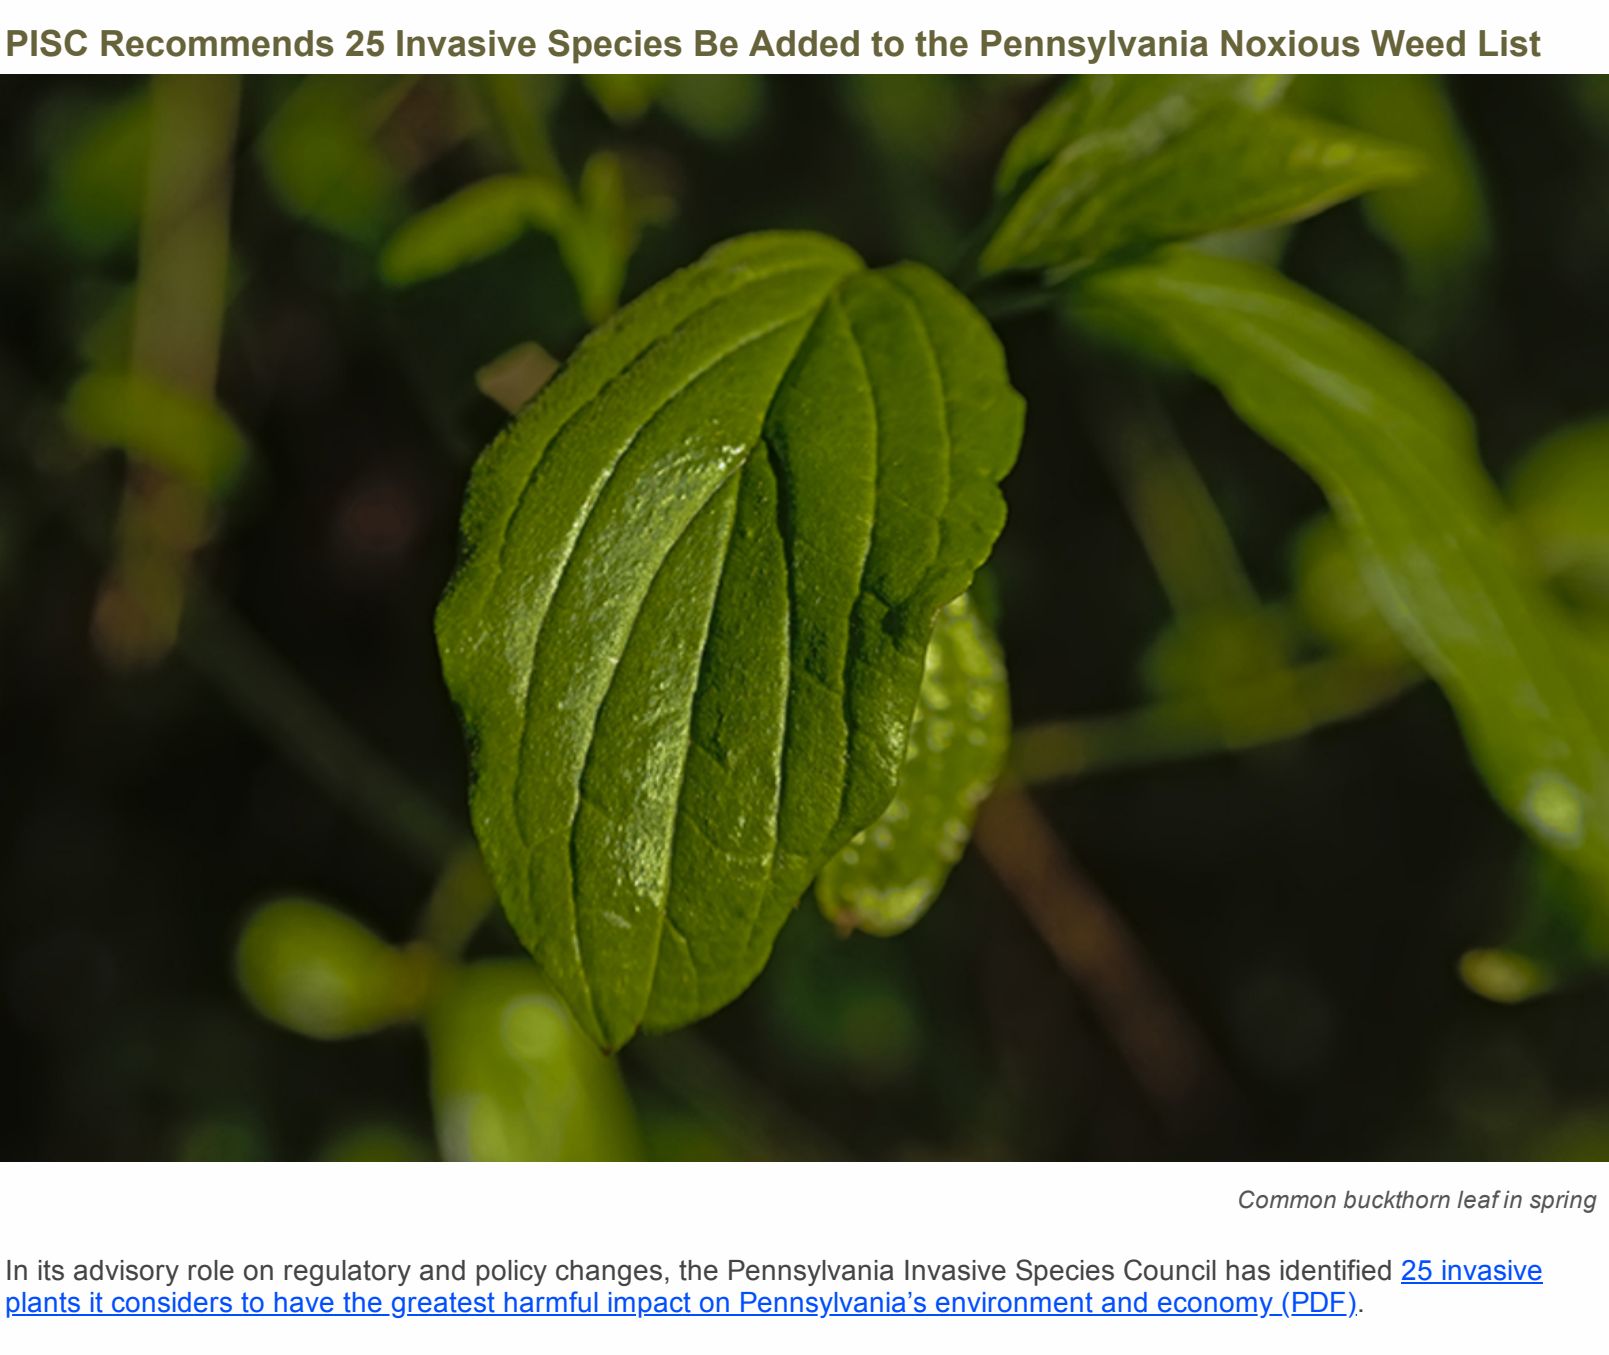 PISC Recommends 25 Invasive Species Be Added to the Pennsylvania Noxious Weed List
Common buckthorn leaf in spring
In its advisory role on regulatory and policy changes, the Pennsylvania Invasive Species Council has identified 25 invasive
plants it considers to have the greatest harmful impact on Pennsylvania’s environment and economy (PDF).